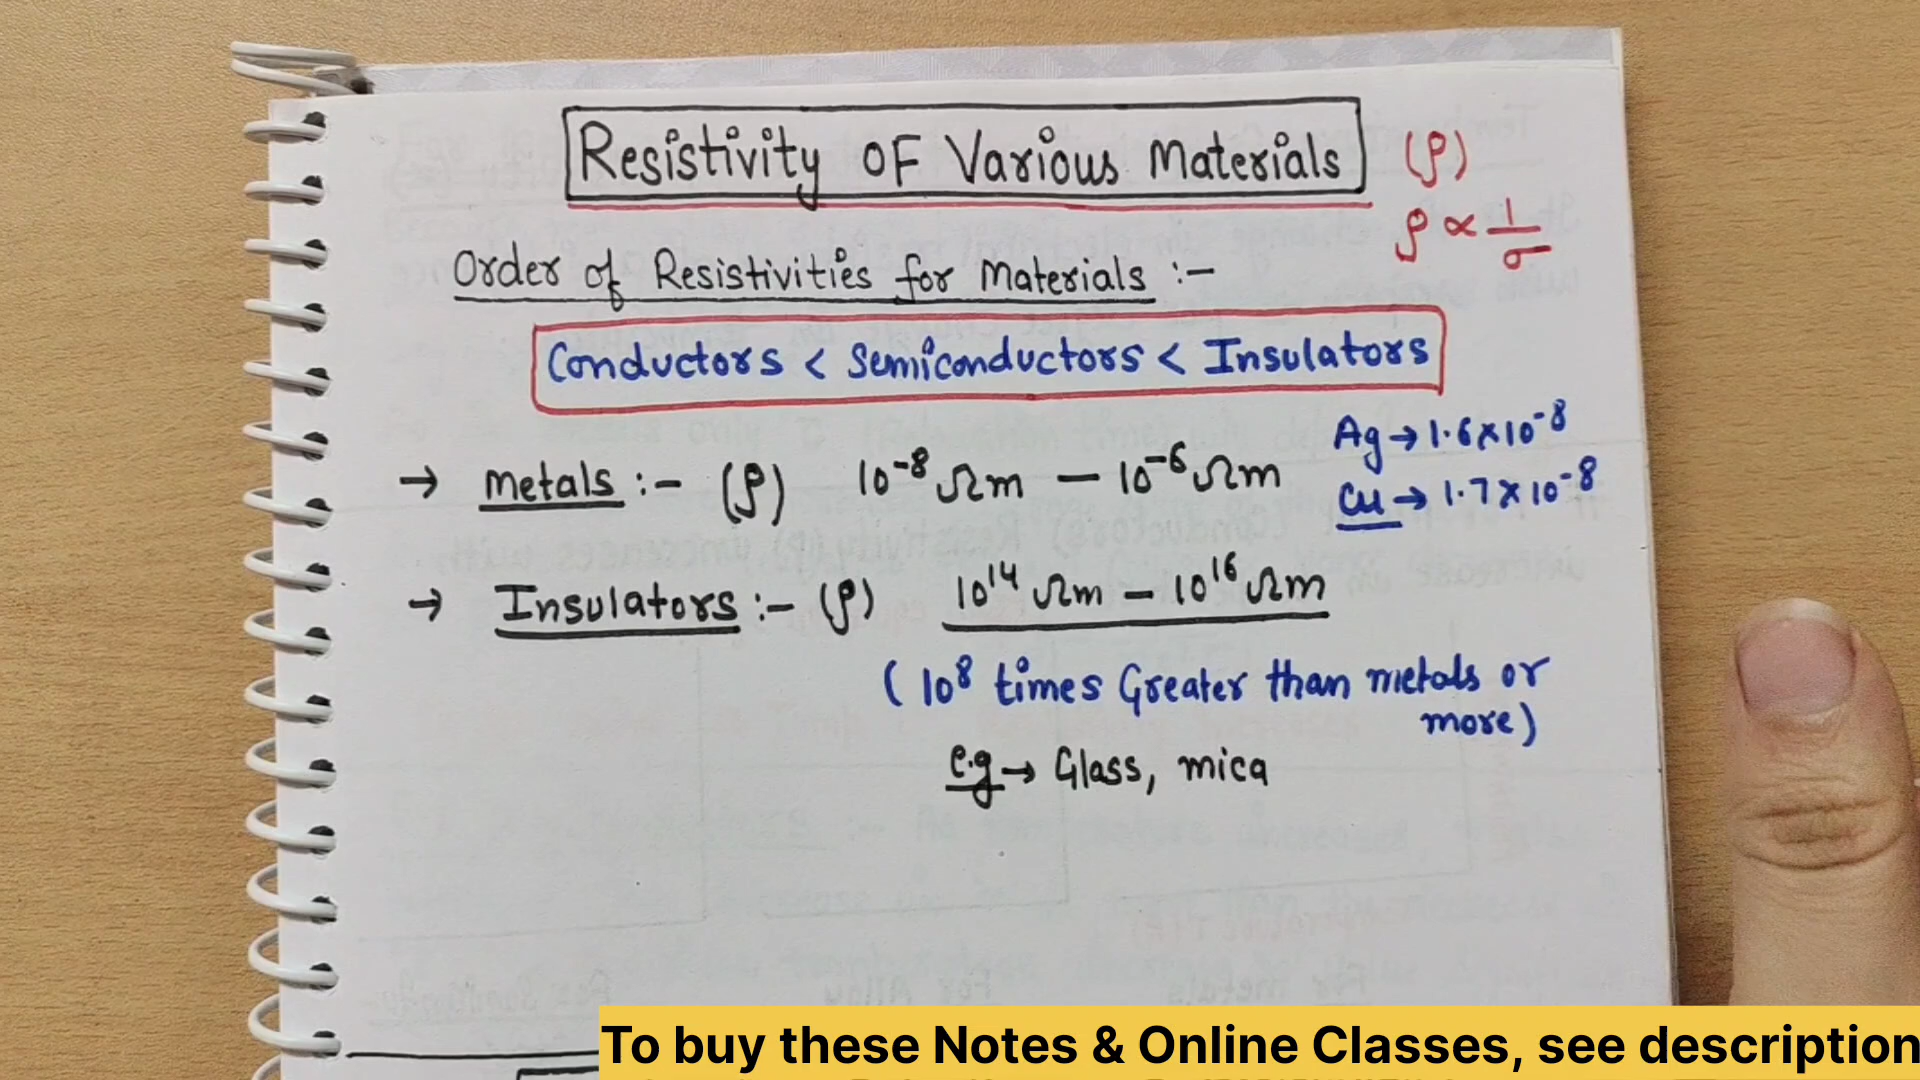 Resistivity OF Various Materials (ρ)
ρ ∝ 1/σ
Order of Resistivities for Materials :-
Conductors < Semiconductors < Insulators
Ag → 1.6×10⁻⁸
→ Metals :- (ρ) 10⁻⁸ Ωm — 10⁻⁶ Ωm
Cu → 1.7×10⁻⁸
→ Insulators :- (ρ) 10¹⁴ Ωm – 10¹⁶ Ωm
(10⁸ times Greater than metals or
more)
e.g → Glass, mica
To buy these Notes & Online Classes, see description